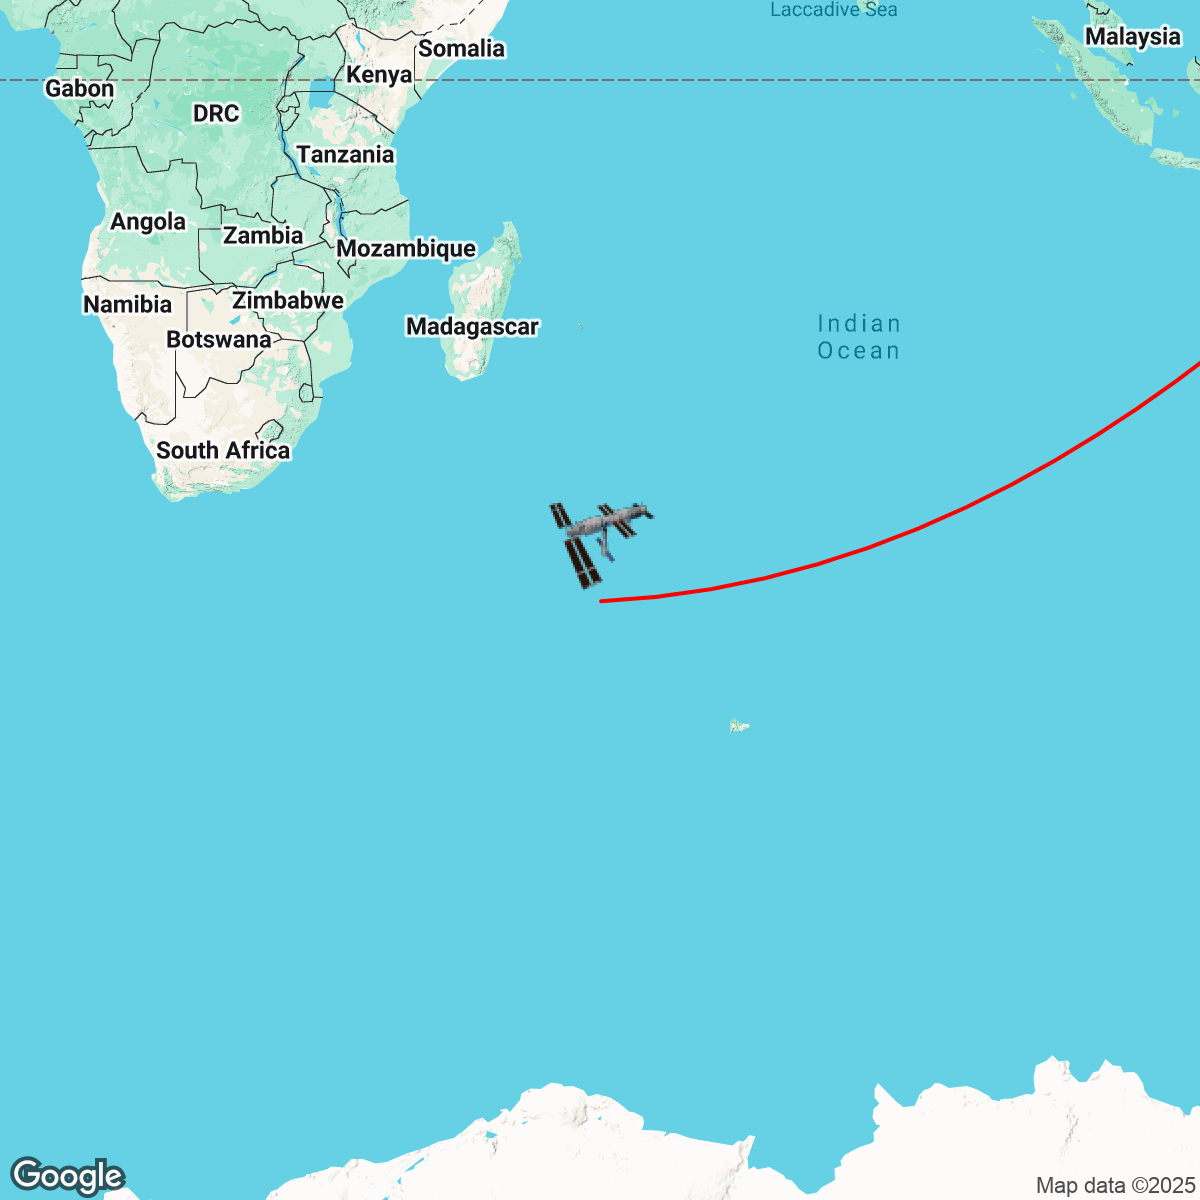 Laccadive Sea
Malaysia
Somalia
Kenya
Gabon
DRC
Tanzania
Angola
Zambia
Mozambique
Namibia
Zimbabwe
Botswana
Madagascar
Indian
Ocean
South Africa
Google
Map data ©2025